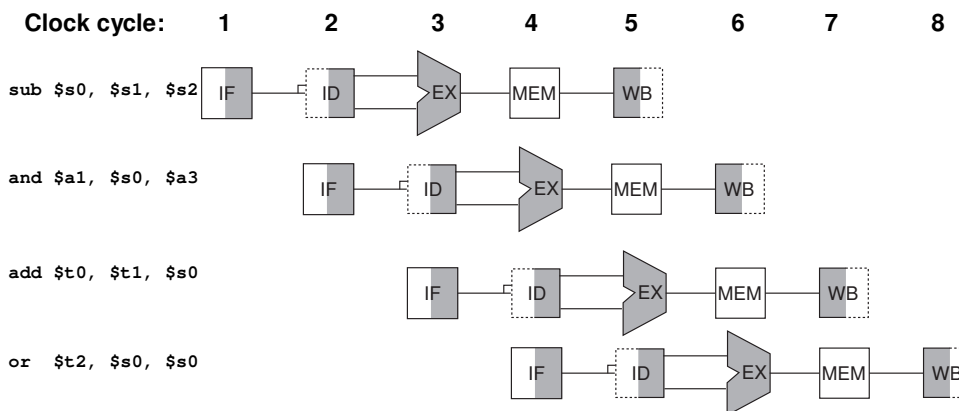 Clock cycle: 1 2 3 4 5 6 7 8
sub $s0, $s1, $s2 IF ID EX MEM WB
and $a1, $s0, $a3 IF ID EX MEM WB
add $t0, $t1, $s0 IF ID EX MEM WB
or $t2, $s0, $s0 IF ID EX MEM WB